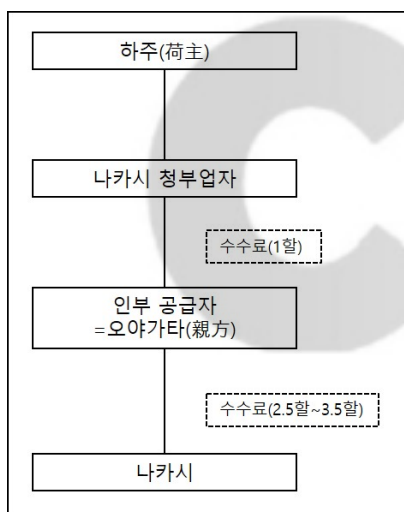 하주(荷主)
나카시 청부업자
수수료(1할)
인부 공급자
=오야가타(親方)
수수료(2.5할~3.5할)
나카시